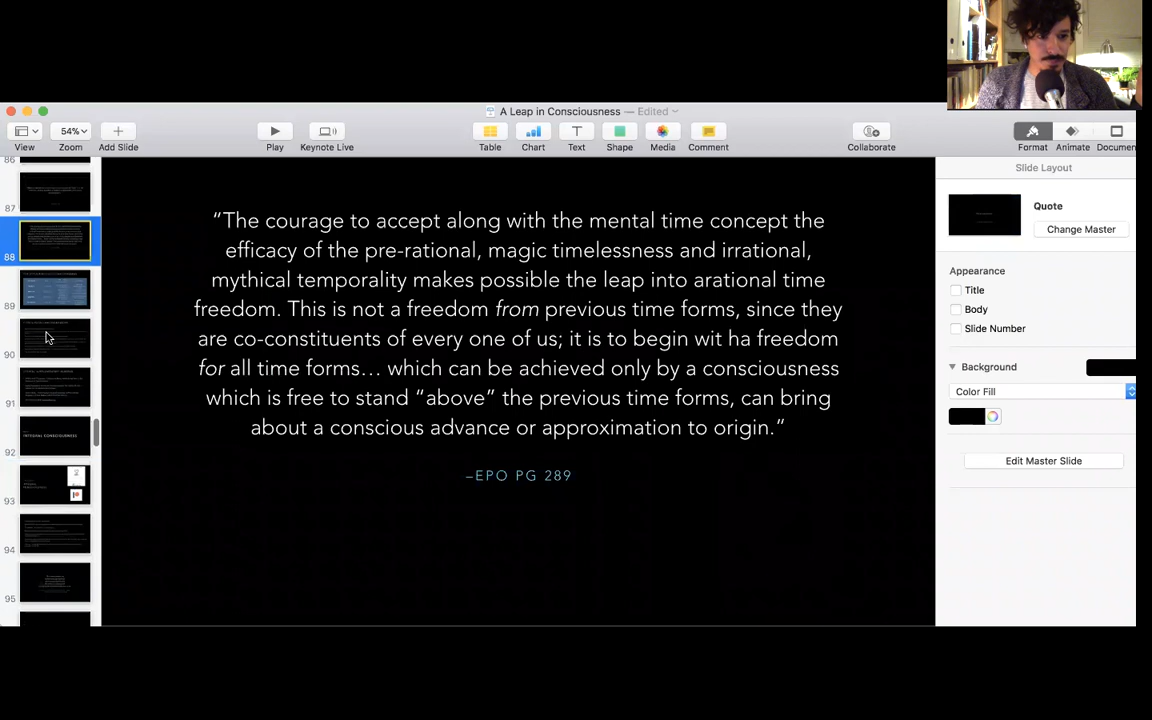 A Leap in Consciousness — Edited
54%
View
Zoom
Add Slide
Play
Keynote Live
Table
Chart
Text
Shape
Media
Comment
Collaborate
Format
Animate
Documen
86
87
88
89
90
91
92
INTEGRAL CONSCIOUSNESS
93
94
95
“The courage to accept along with the mental time concept the
efficacy of the pre-rational, magic timelessness and irrational,
mythical temporality makes possible the leap into arational time
freedom. This is not a freedom from previous time forms, since they
are co-constituents of every one of us; it is to begin wit ha freedom
for all time forms… which can be achieved only by a consciousness
which is free to stand “above” the previous time forms, can bring
about a conscious advance or approximation to origin.”
–EPO PG 289
Slide Layout
Quote
Change Master
Appearance
Title
Body
Slide Number
Background
Color Fill
Edit Master Slide